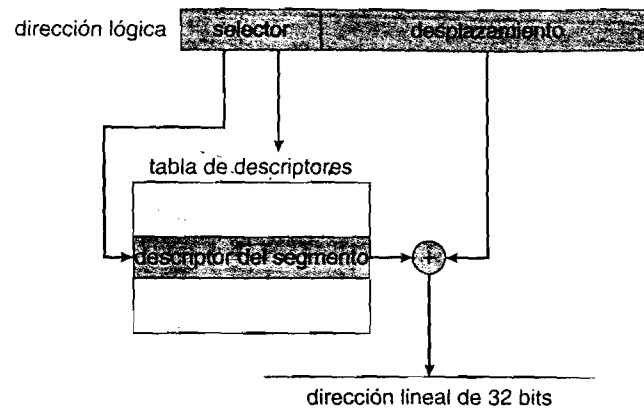 dirección lógica selector desplazamiento
tabla de descriptores
descriptor del segmento +
dirección lineal de 32 bits